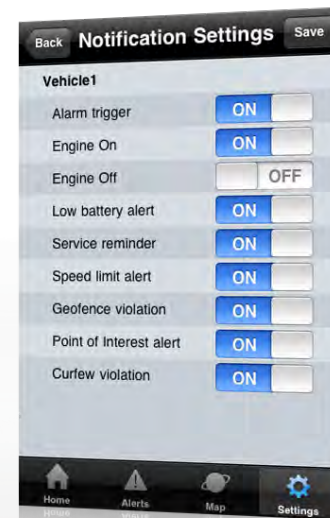 Back Notification Settings Save
Vehicle1
Alarm trigger ON
Engine On ON
Engine Off OFF
Low battery alert ON
Service reminder ON
Speed limit alert ON
Geofence violation ON
Point of Interest alert ON
Curfew violation ON
Home Alerts Map Settings